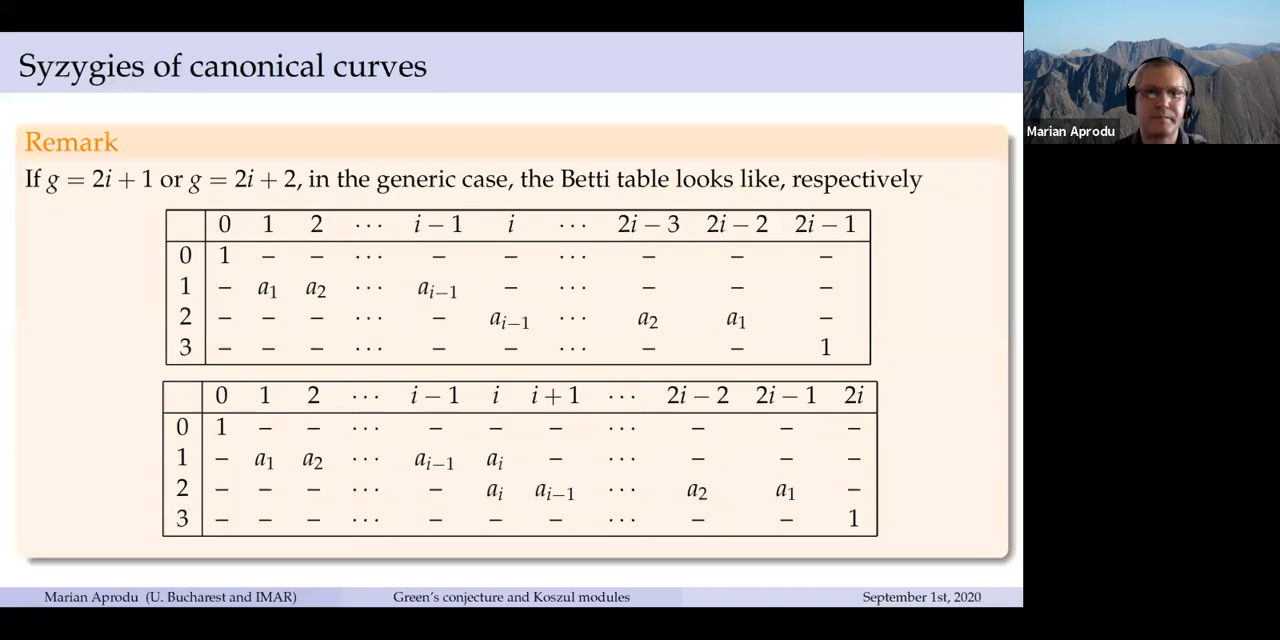 Syzygies of canonical curves
Marian Aprodu
Remark
If g = 2i + 1 or g = 2i + 2, in the generic case, the Betti table looks like, respectively
0 1 2 ⋯ i − 1 i ⋯ 2i − 3 2i − 2 2i − 1
0 1 – – ⋯ – – ⋯ – – –
1 – a₁ a₂ ⋯ aᵢ₋₁ – ⋯ – – –
2 – – – ⋯ – aᵢ₋₁ ⋯ a₂ a₁ –
3 – – – ⋯ – – ⋯ – – 1
0 1 2 ⋯ i − 1 i i + 1 ⋯ 2i − 2 2i − 1 2i
0 1 – – ⋯ – – – ⋯ – – –
1 – a₁ a₂ ⋯ aᵢ₋₁ aᵢ – ⋯ – – –
2 – – – ⋯ – aᵢ aᵢ₋₁ ⋯ a₂ a₁ –
3 – – – ⋯ – – – ⋯ – – 1
Marian Aprodu (U. Bucharest and IMAR) Green's conjecture and Koszul modules September 1st, 2020